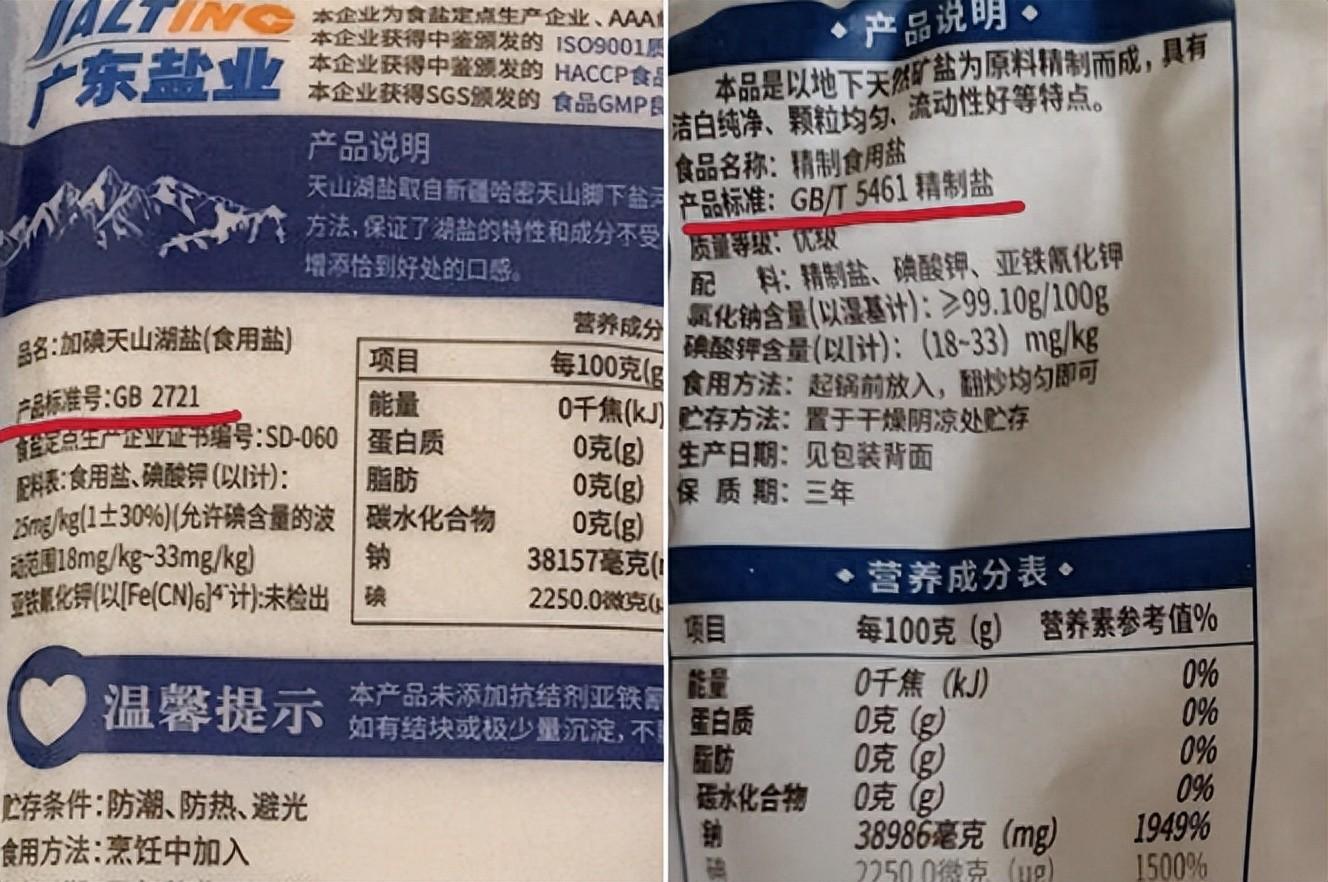 SALTING
广东盐业
本企业为食盐定点生产企业、AAA
本企业获得中鉴颁发的 ISO9001质
本企业获得中鉴颁发的 HACCP食品
本企业获得SGS颁发的 食品GMP良
产品说明
天山湖盐取自新疆哈密天山脚下盐
方法,保证了湖盐的特性和成分不受
增添恰到好处的口感。
品名:加碘天山湖盐(食用盐)
产品标准号:GB 2721
食盐定点生产企业证书编号:SD-060
配料表:食用盐、碘酸钾(以I计):
25mg/kg(1±30%)(允许碘含量的波
动范围18mg/kg~33mg/kg)
亚铁氰化钾(以[Fe(CN)₆]⁴⁻计):未检出
营养成分
项目 每100克(g
能量 0千焦(kJ)
蛋白质 0克(g)
脂肪 0克(g)
碳水化合物 0克(g)
钠 38157毫克(
碘 2250.0微克(
温馨提示
本产品未添加抗结剂亚铁氰
如有结块或极少量沉淀,不
贮存条件:防潮、防热、避光
食用方法:烹饪中加入
产品说明
本品是以地下天然矿盐为原料精制而成，具有
洁白纯净、颗粒均匀、流动性好等特点。
食品名称：精制食用盐
产品标准：GB/T 5461 精制盐
质量等级：优级
配 料：精制盐、碘酸钾、亚铁氰化钾
氯化钠含量(以湿基计)：≥99.10g/100g
碘酸钾含量(以I计)：(18~33) mg/kg
食用方法：起锅前放入，翻炒均匀即可
贮存方法：置于干燥阴凉处贮存
生产日期：见包装背面
保 质 期：三年
营养成分表
项目 每100克 (g) 营养素参考值%
能量 0千焦 (kJ) 0%
蛋白质 0克 (g) 0%
脂肪 0克 (g) 0%
碳水化合物 0克 (g) 0%
钠 38986毫克 (mg) 1949%
碘 2250.0微克 (ug) 1500%